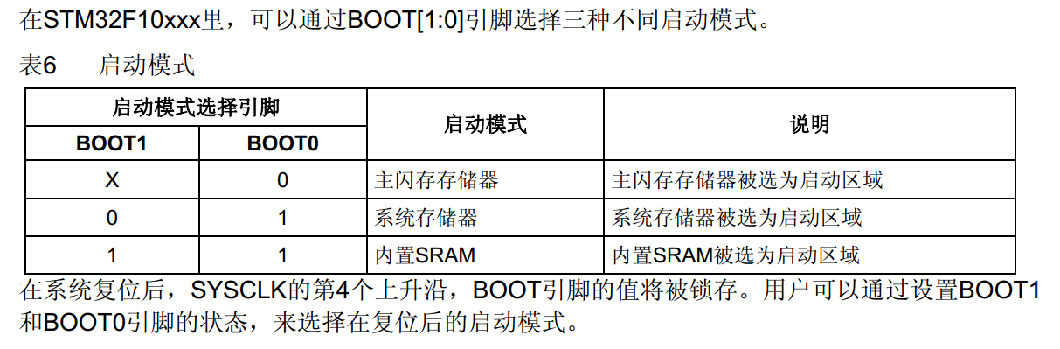 在STM32F10xxx里，可以通过BOOT[1:0]引脚选择三种不同启动模式。
表6 启动模式
启动模式选择引脚 启动模式 说明
BOOT1 BOOT0
X 0 主闪存存储器 主闪存存储器被选为启动区域
0 1 系统存储器 系统存储器被选为启动区域
1 1 内置SRAM 内置SRAM被选为启动区域
在系统复位后，SYSCLK的第4个上升沿，BOOT引脚的值将被锁存。用户可以通过设置BOOT1
和BOOT0引脚的状态，来选择在复位后的启动模式。